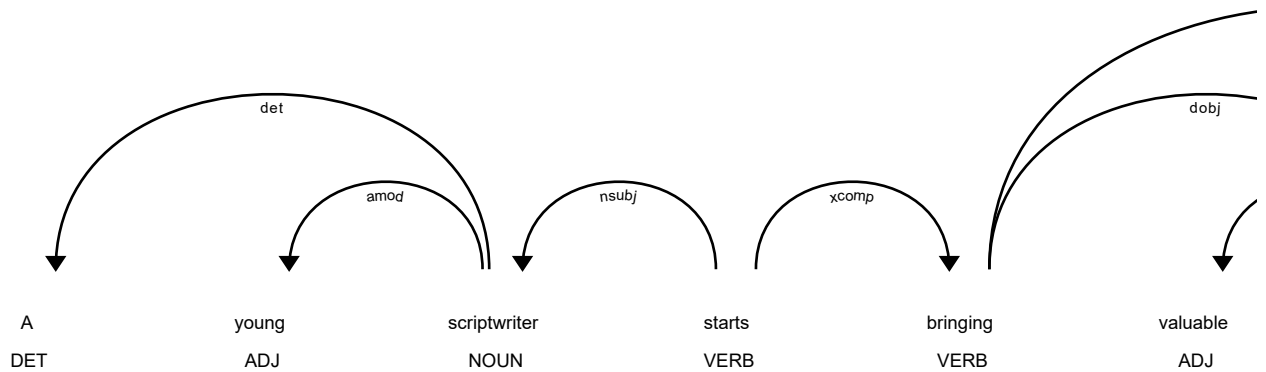 det
dobj
amod
nsubj
xcomp
A young scriptwriter starts bringing valuable
DET ADJ NOUN VERB VERB ADJ